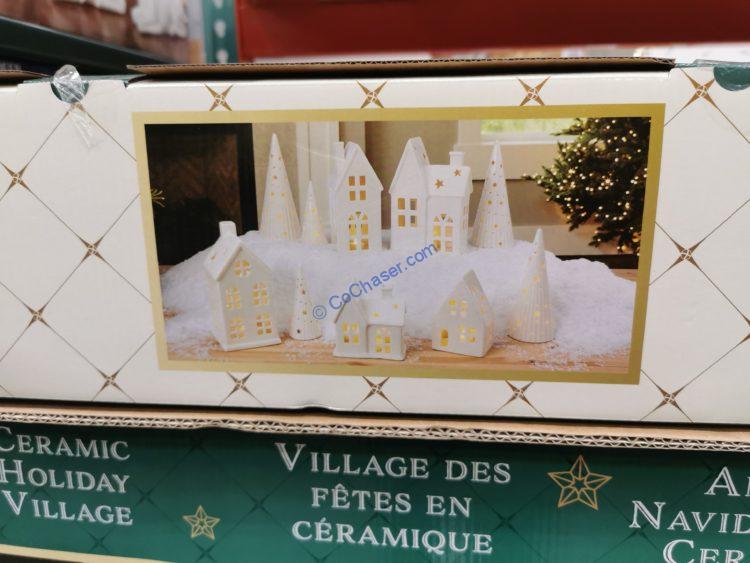 © CoChaser.com
CERAMIC
HOLIDAY
VILLAGE
VILLAGE DES
FÊTES EN
CÉRAMIQUE